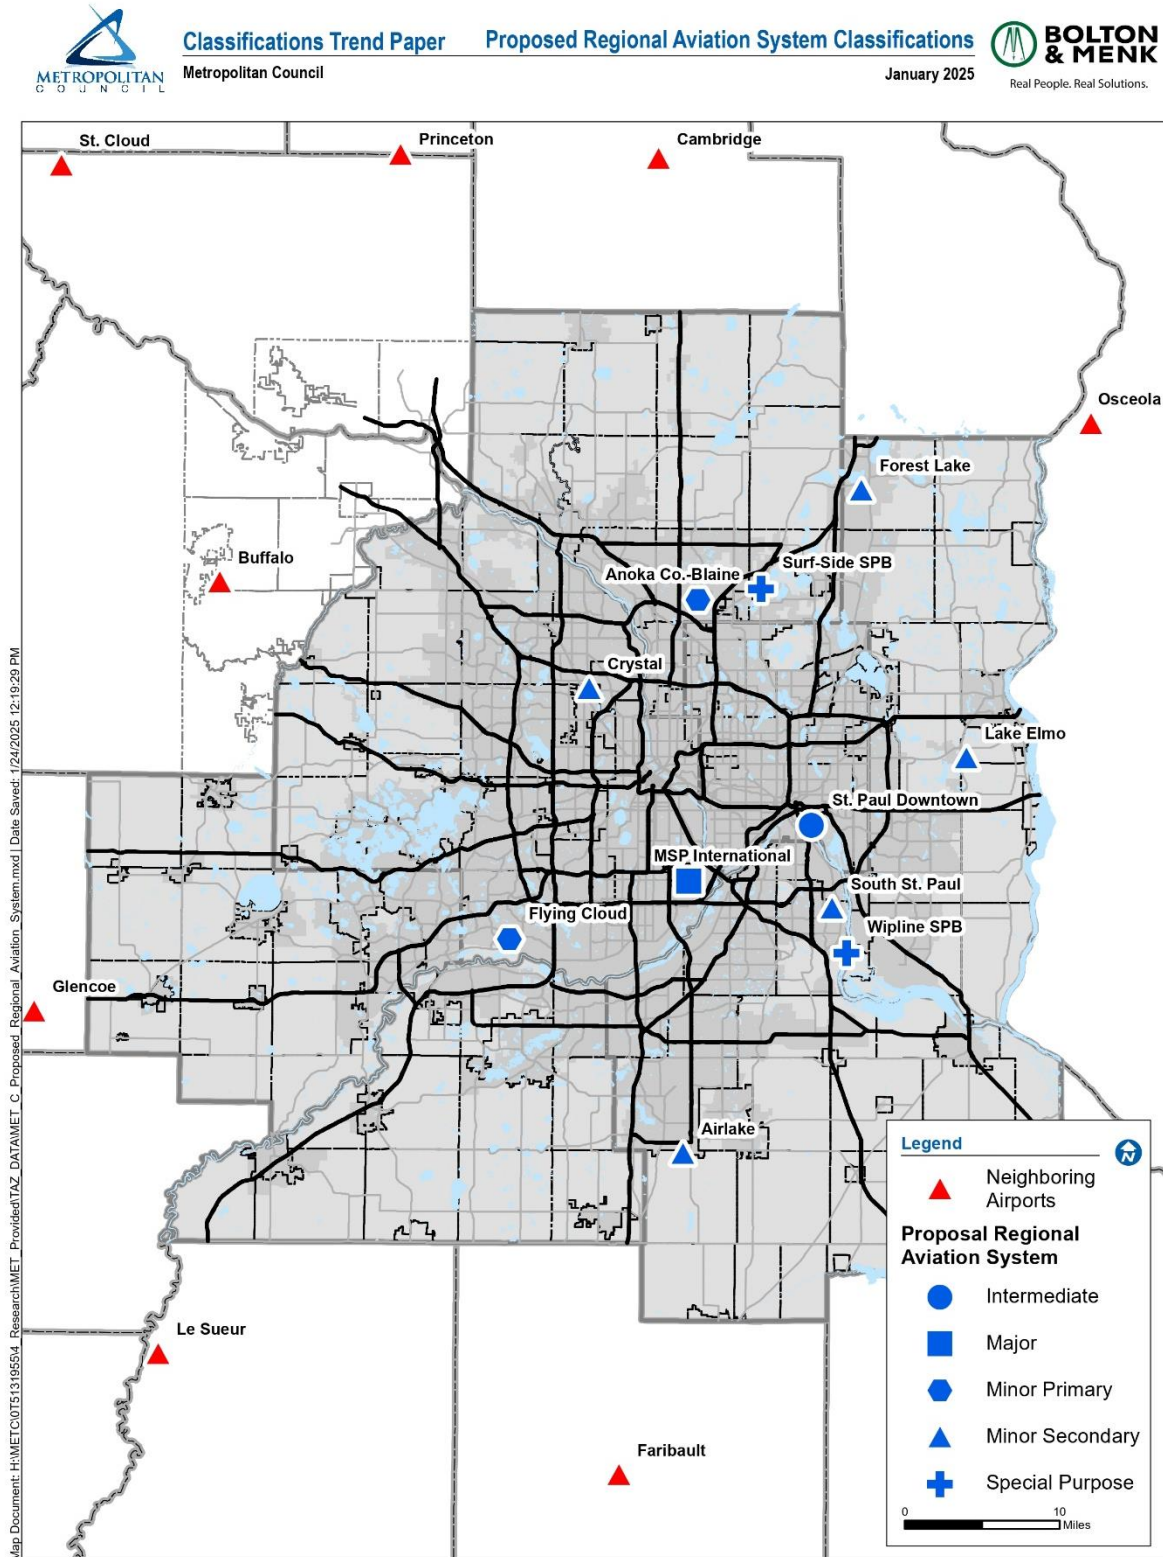 METROPOLITAN
COUNCIL
Classifications Trend Paper
Proposed Regional Aviation System Classifications
Metropolitan Council
January 2025
BOLTON
& MENK
Real People. Real Solutions.
St. Cloud
Princeton
Cambridge
Osceola
Forest Lake
Buffalo
Surf-Side SPB
Anoka Co.-Blaine
Crystal
Lake Elmo
St. Paul Downtown
MSP International
South St. Paul
Flying Cloud
Wipline SPB
Glencoe
Airlake
Le Sueur
Faribault
Legend
N
Neighboring
Airports
Proposal Regional
Aviation System
Intermediate
Major
Minor Primary
Minor Secondary
Special Purpose
0 10
Miles
Map Document: H:\METC\0T5131955\4_Research\MET_Provided\TAZ_DATA\MET_C_Proposed_Regional_Aviation_System.mxd | Date Saved: 1/24/2025 12:19:29 PM